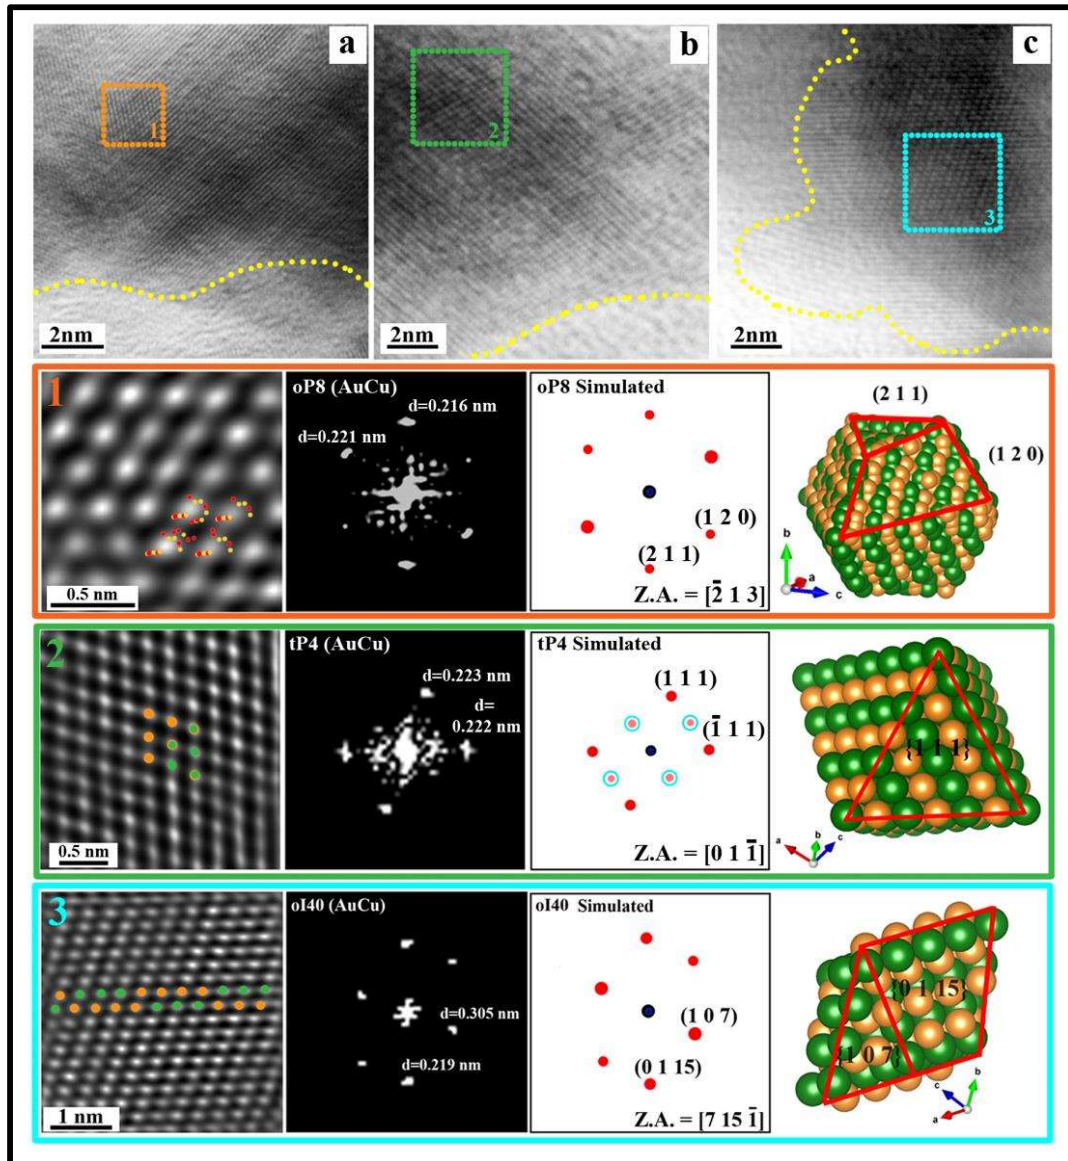 a
b
c
1
2
3
2nm
2nm
2nm
1
oP8 (AuCu)
d=0.216 nm
d=0.221 nm
0.5 nm
oP8 Simulated
(1 2 0)
(2 1 1)
Z.A. = [2̅ 1 3]
(2 1 1)
(1 2 0)
b
a
c
2
tP4 (AuCu)
d=0.223 nm
d=
0.222 nm
0.5 nm
tP4 Simulated
(1 1 1)
(1̅ 1 1)
Z.A. = [0 1 1̅]
{1 1 1}
a
b
c
3
oI40 (AuCu)
d=0.305 nm
d=0.219 nm
1 nm
oI40 Simulated
(1 0 7)
(0 1 15)
Z.A. = [7 15 1̅]
{0 1 15}
{1 0 7}
c
b
a